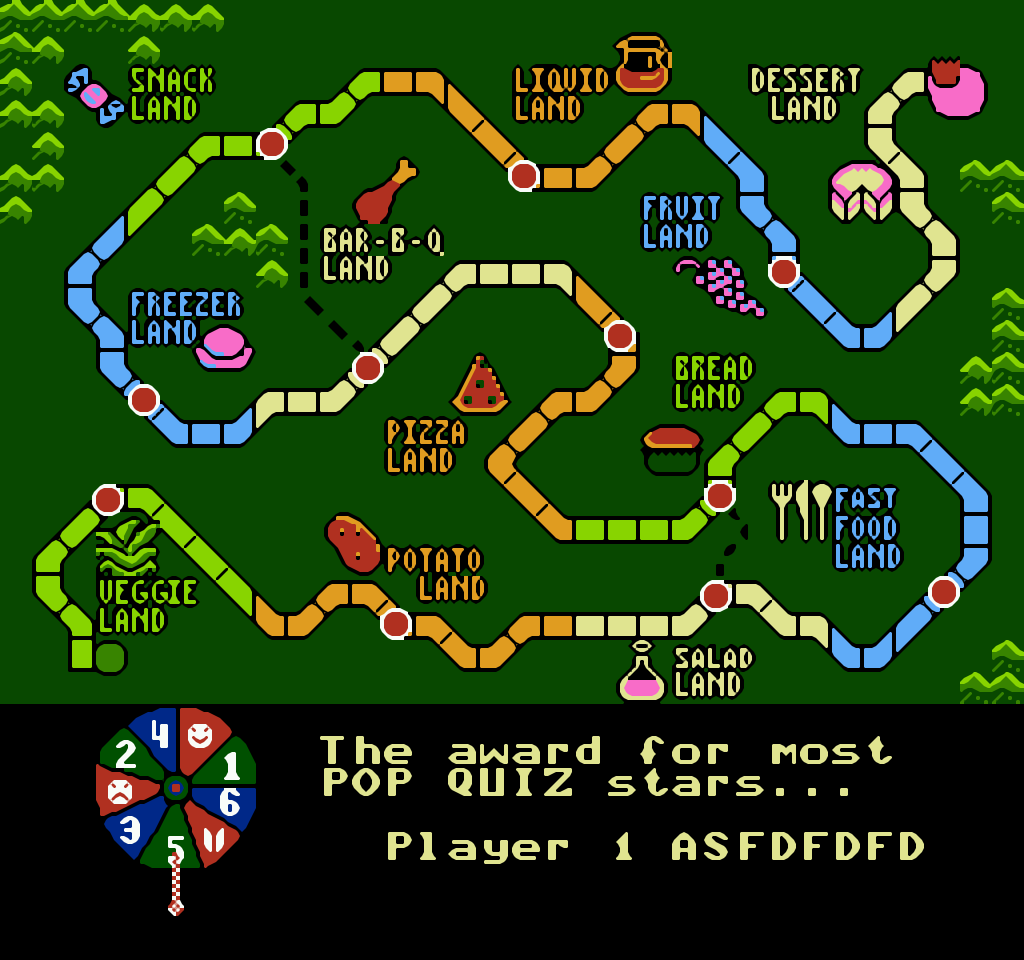 SNACK
LAND
LIQUID
LAND
DESSERT
LAND
FRUIT
LAND
BAR-B-Q
LAND
FREEZER
LAND
BREAD
LAND
PIZZA
LAND
FAST
FOOD
LAND
POTATO
LAND
VEGGIE
LAND
SALAD
LAND
4
2
1
6
3
5
The award for most
POP QUIZ stars...
Player 1 ASFDFDFD